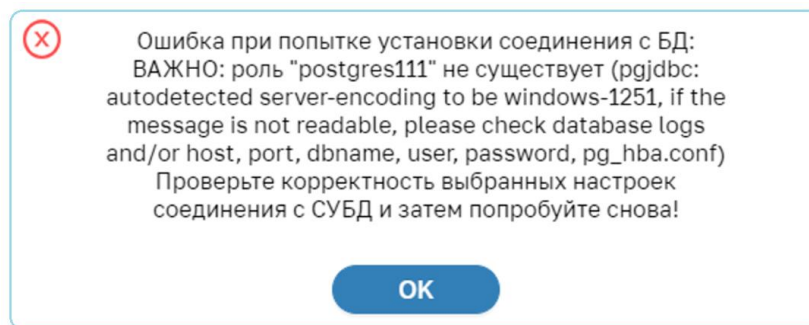 Ошибка при попытке установки соединения с БД:
ВАЖНО: роль "postgres111" не существует (pgjdbc:
autodetected server-encoding to be windows-1251, if the
message is not readable, please check database logs
and/or host, port, dbname, user, password, pg_hba.conf)
Проверьте корректность выбранных настроек
соединения с СУБД и затем попробуйте снова!
OK